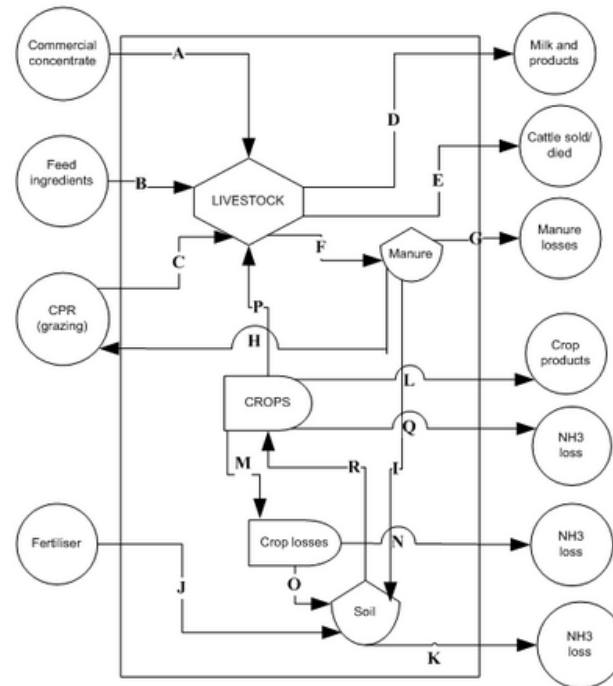 Commercial
concentrate
A
Milk and
products
D
Cattle sold/
died
Feed
ingredients
B
LIVESTOCK
E
Manure
losses
F
Manure
G
C
CPR
(grazing)
P
H
Crop
products
L
CROPS
Q
NH3
loss
M
R
I
Fertiliser
Crop losses
N
NH3
loss
O
J
Soil
K
NH3
loss